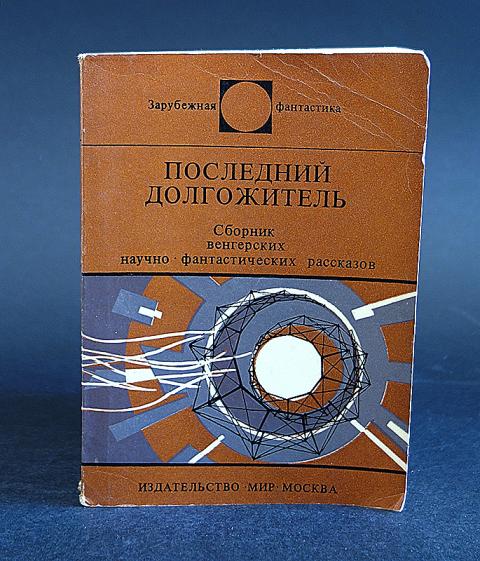 Зарубежная фантастика
ПОСЛЕДНИЙ
ДОЛГОЖИТЕЛЬ
Сборник
венгерских
научно · фантастических рассказов
ИЗДАТЕЛЬСТВО · МИР · МОСКВА